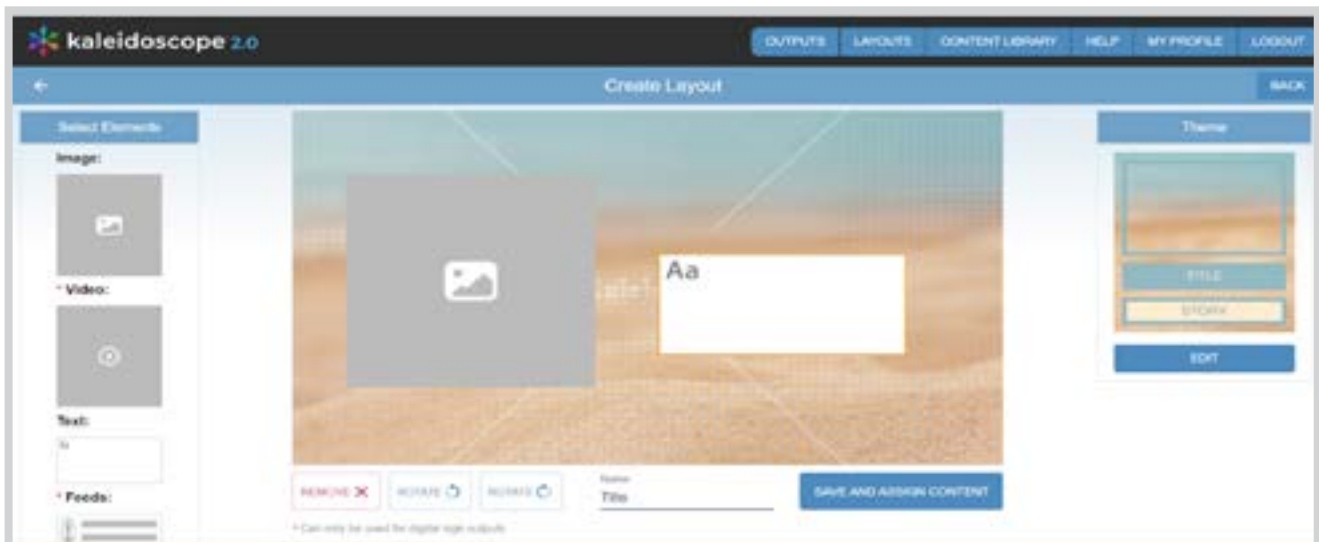 kaleidoscope 2.0
OUTPUTS LAYOUTS CONTENT LIBRARY HELP MY PROFILE LOGOUT
Create Layout
BACK
Select Elements
Image:
* Video:
Text:
* Feeds:
Aa
Theme
TITLE
STORY
EDIT
REMOVE
ROTATE
ROTATE
Name
Title
SAVE AND ASSIGN CONTENT
* Can only be used for digital sign outputs